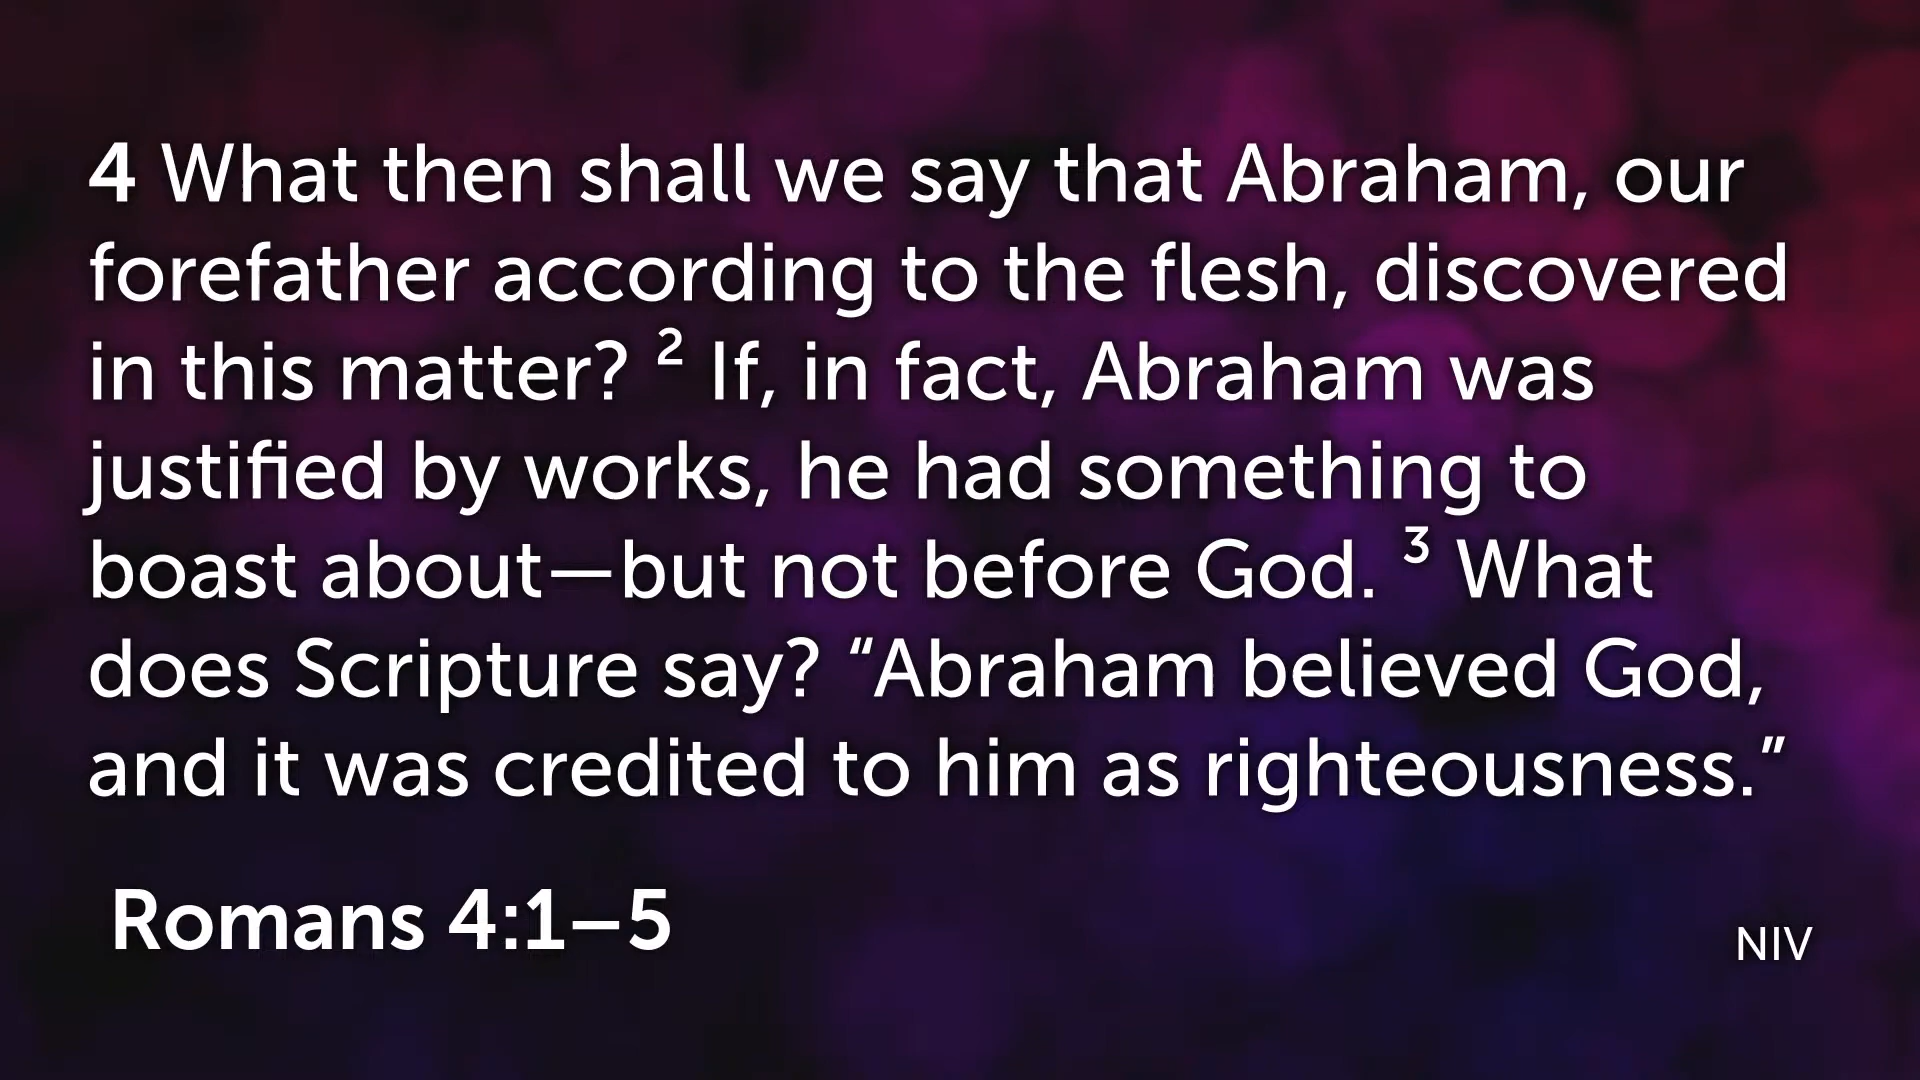 4 What then shall we say that Abraham, our
forefather according to the flesh, discovered
in this matter? ² If, in fact, Abraham was
justified by works, he had something to
boast about—but not before God. ³ What
does Scripture say? “Abraham believed God,
and it was credited to him as righteousness.”
Romans 4:1–5
NIV